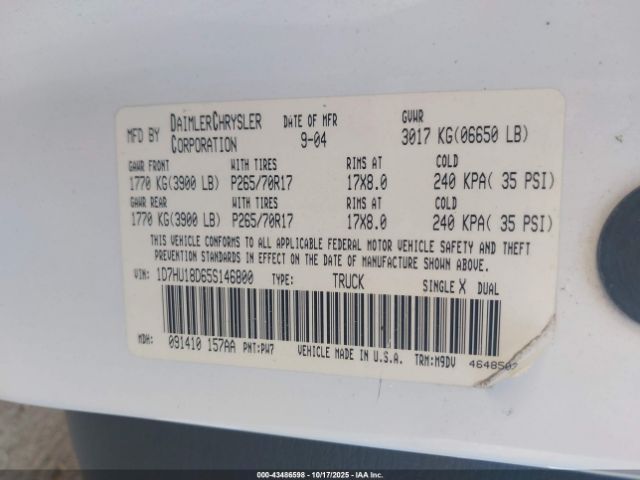 MFD BY DAIMLERCHRYSLER CORPORATION DATE OF MFR 9-04 GVWR 3017 KG(06650 LB)
GAWR FRONT WITH TIRES RIMS AT COLD
1770 KG(3900 LB) P265/70R17 17X8.0 240 KPA( 35 PSI)
GAWR REAR WITH TIRES RIMS AT COLD
1770 KG(3900 LB) P265/70R17 17X8.0 240 KPA( 35 PSI)
THIS VEHICLE CONFORMS TO ALL APPLICABLE FEDERAL MOTOR VEHICLE SAFETY AND THEFT
PREVENTION STANDARDS IN EFFECT ON THE DATE OF MANUFACTURE SHOWN ABOVE.
VIN: 1D7HU18D65S146800 TYPE: TRUCK SINGLE X DUAL
MDH: 091410 157AA PNT:PW7 VEHICLE MADE IN U.S.A. TRM:M9DV 4648502
000-43486598 - 10/17/2025 - © 2025 IAA, Inc.